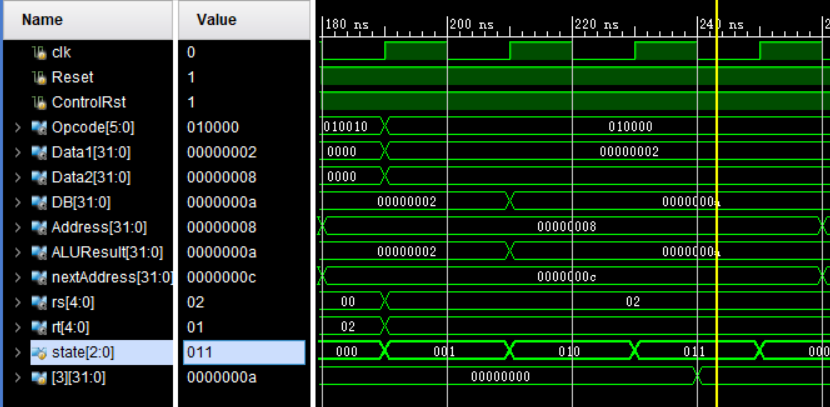 Name Value 180 ns 200 ns 220 ns 240 ns
clk 0
Reset 1
ControlRst 1
Opcode[5:0] 010000 010010 010000
Data1[31:0] 00000002 0000 00000002
Data2[31:0] 00000008 0000
DB[31:0] 0000000a 00000002 0000000a
Address[31:0] 00000008 00000008
ALUResult[31:0] 0000000a 00000002 0000000a
nextAddress[31:0] 0000000c 0000000c
rs[4:0] 02 00 02
rt[4:0] 01 02
state[2:0] 011 000 001 010 011 000
[3][31:0] 0000000a 00000000